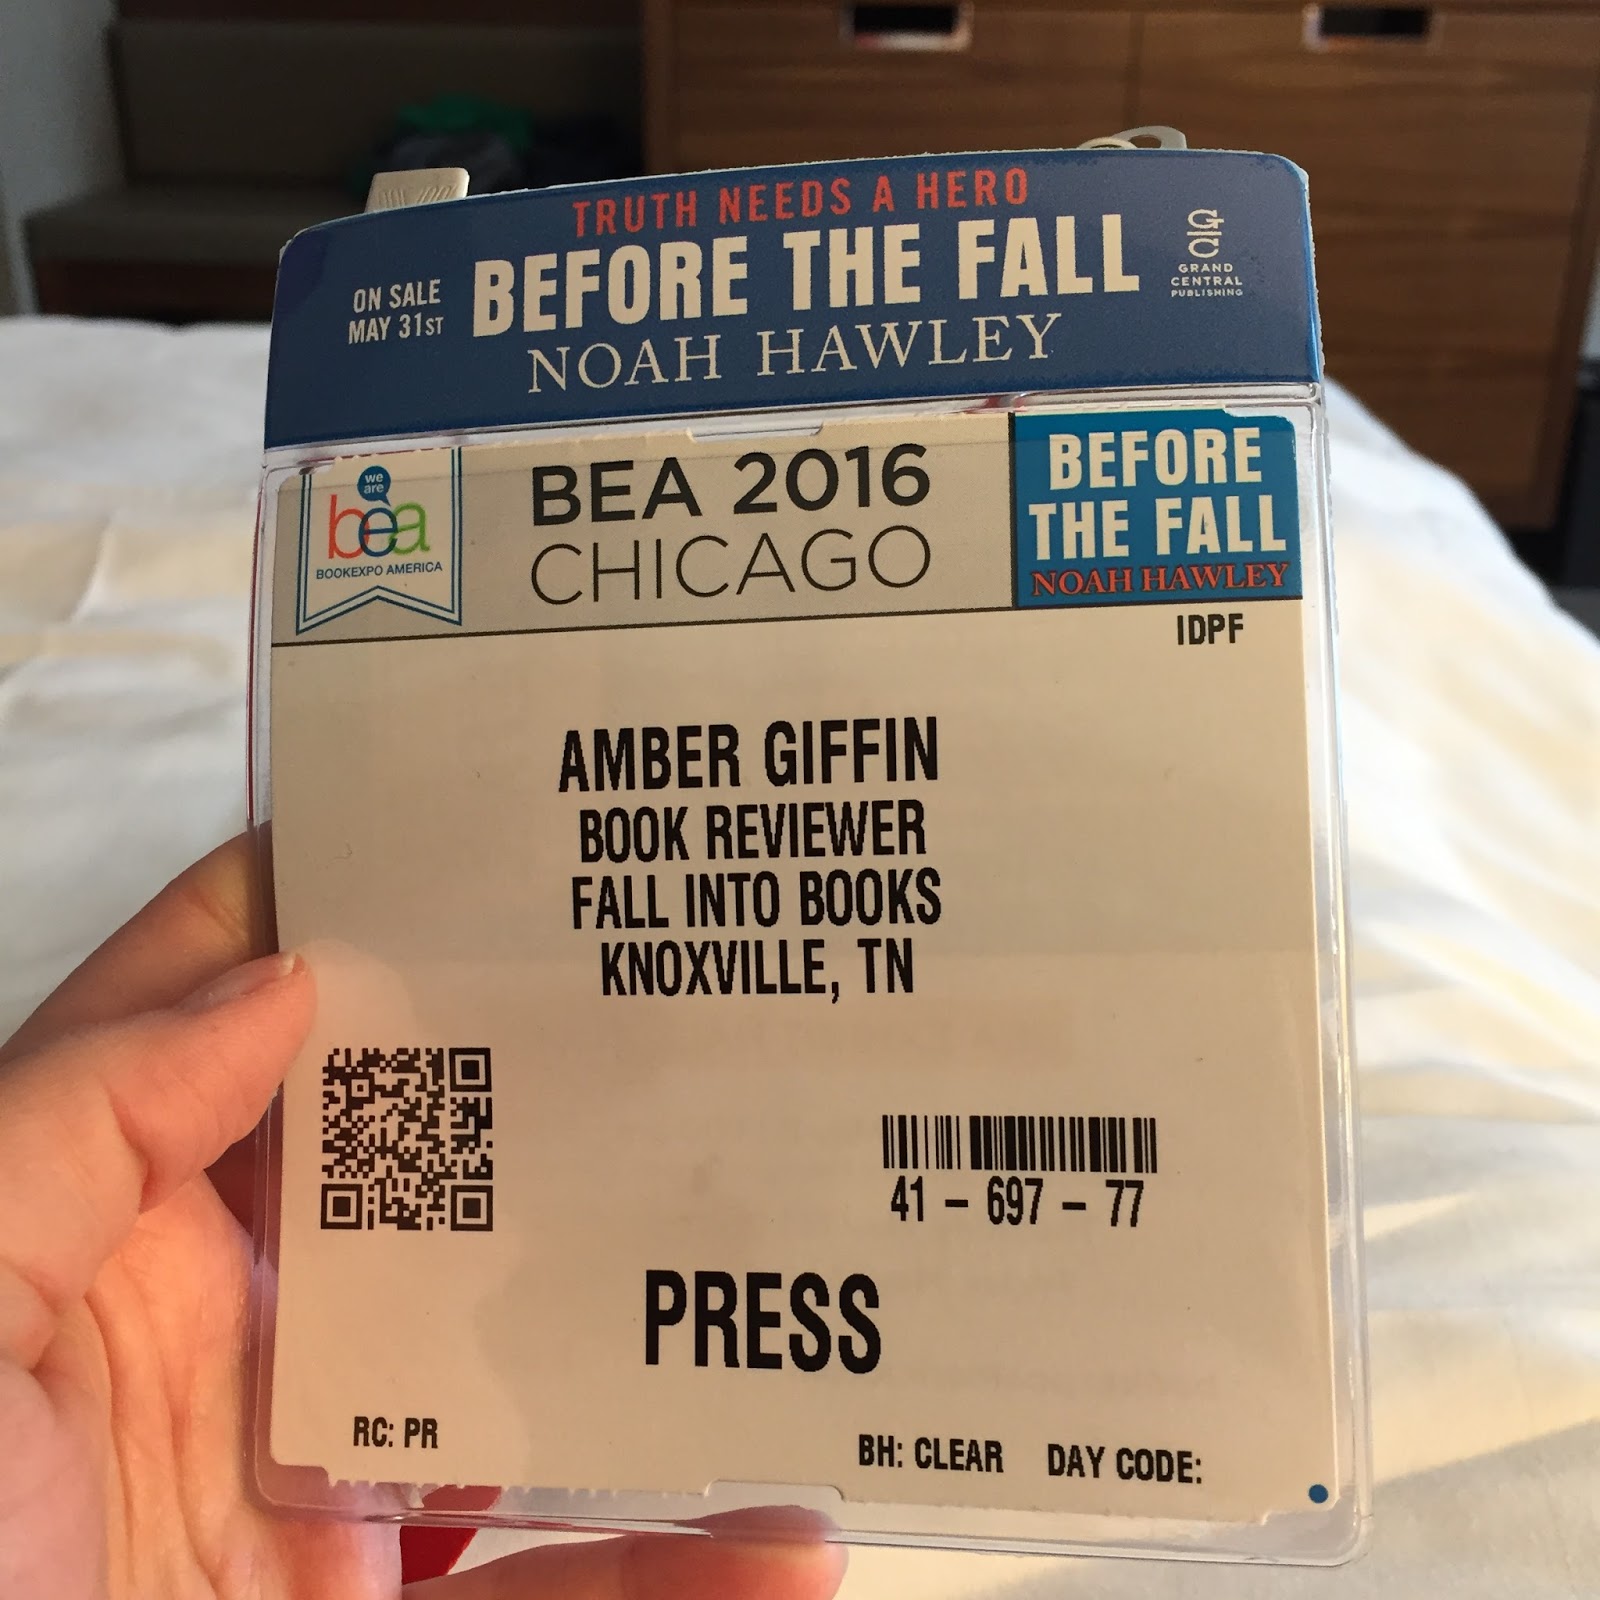 TRUTH NEEDS A HERO
ON SALE
MAY 31ST
BEFORE THE FALL
NOAH HAWLEY
GC
GRAND
CENTRAL
PUBLISHING
we
are
bea
BOOKEXPO AMERICA
BEA 2016
CHICAGO
BEFORE
THE FALL
NOAH HAWLEY
IDPF
AMBER GIFFIN
BOOK REVIEWER
FALL INTO BOOKS
KNOXVILLE, TN
41 - 697 - 77
PRESS
RC: PR
BH: CLEAR DAY CODE: